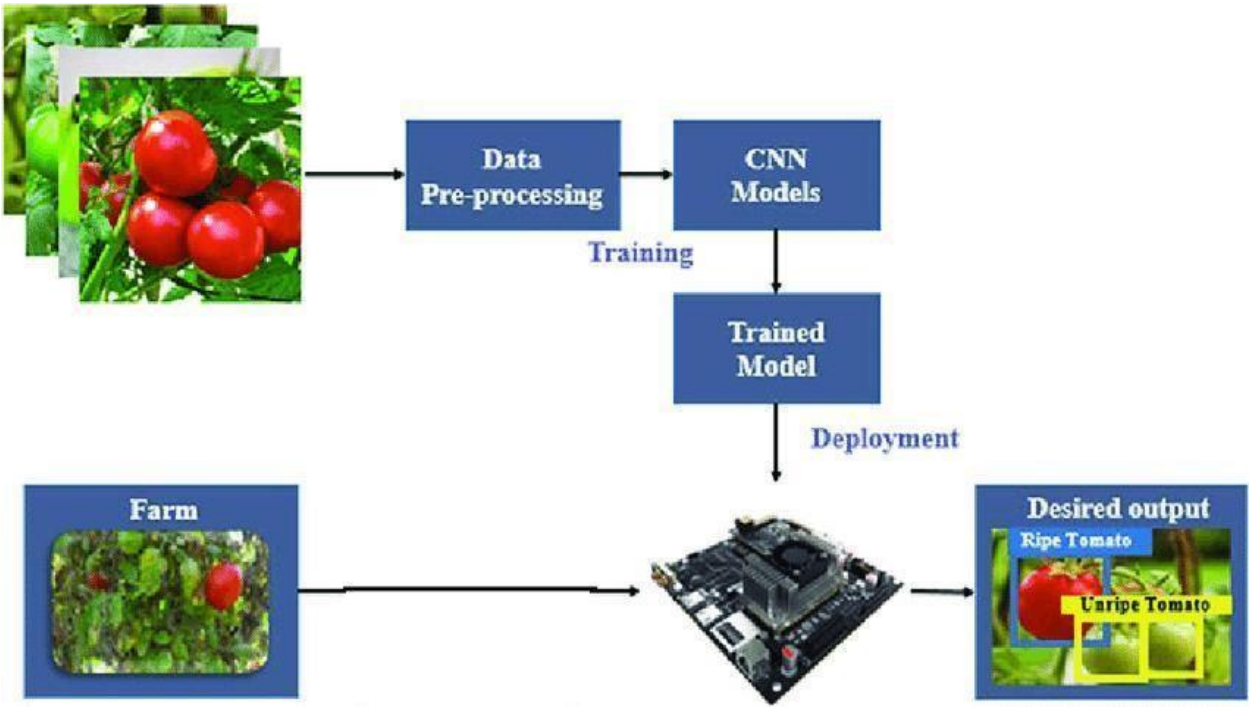 Data
Pre-processing
CNN
Models
Training
Trained
Model
Deployment
Farm
Desired output
Ripe Tomato
Unripe Tomato